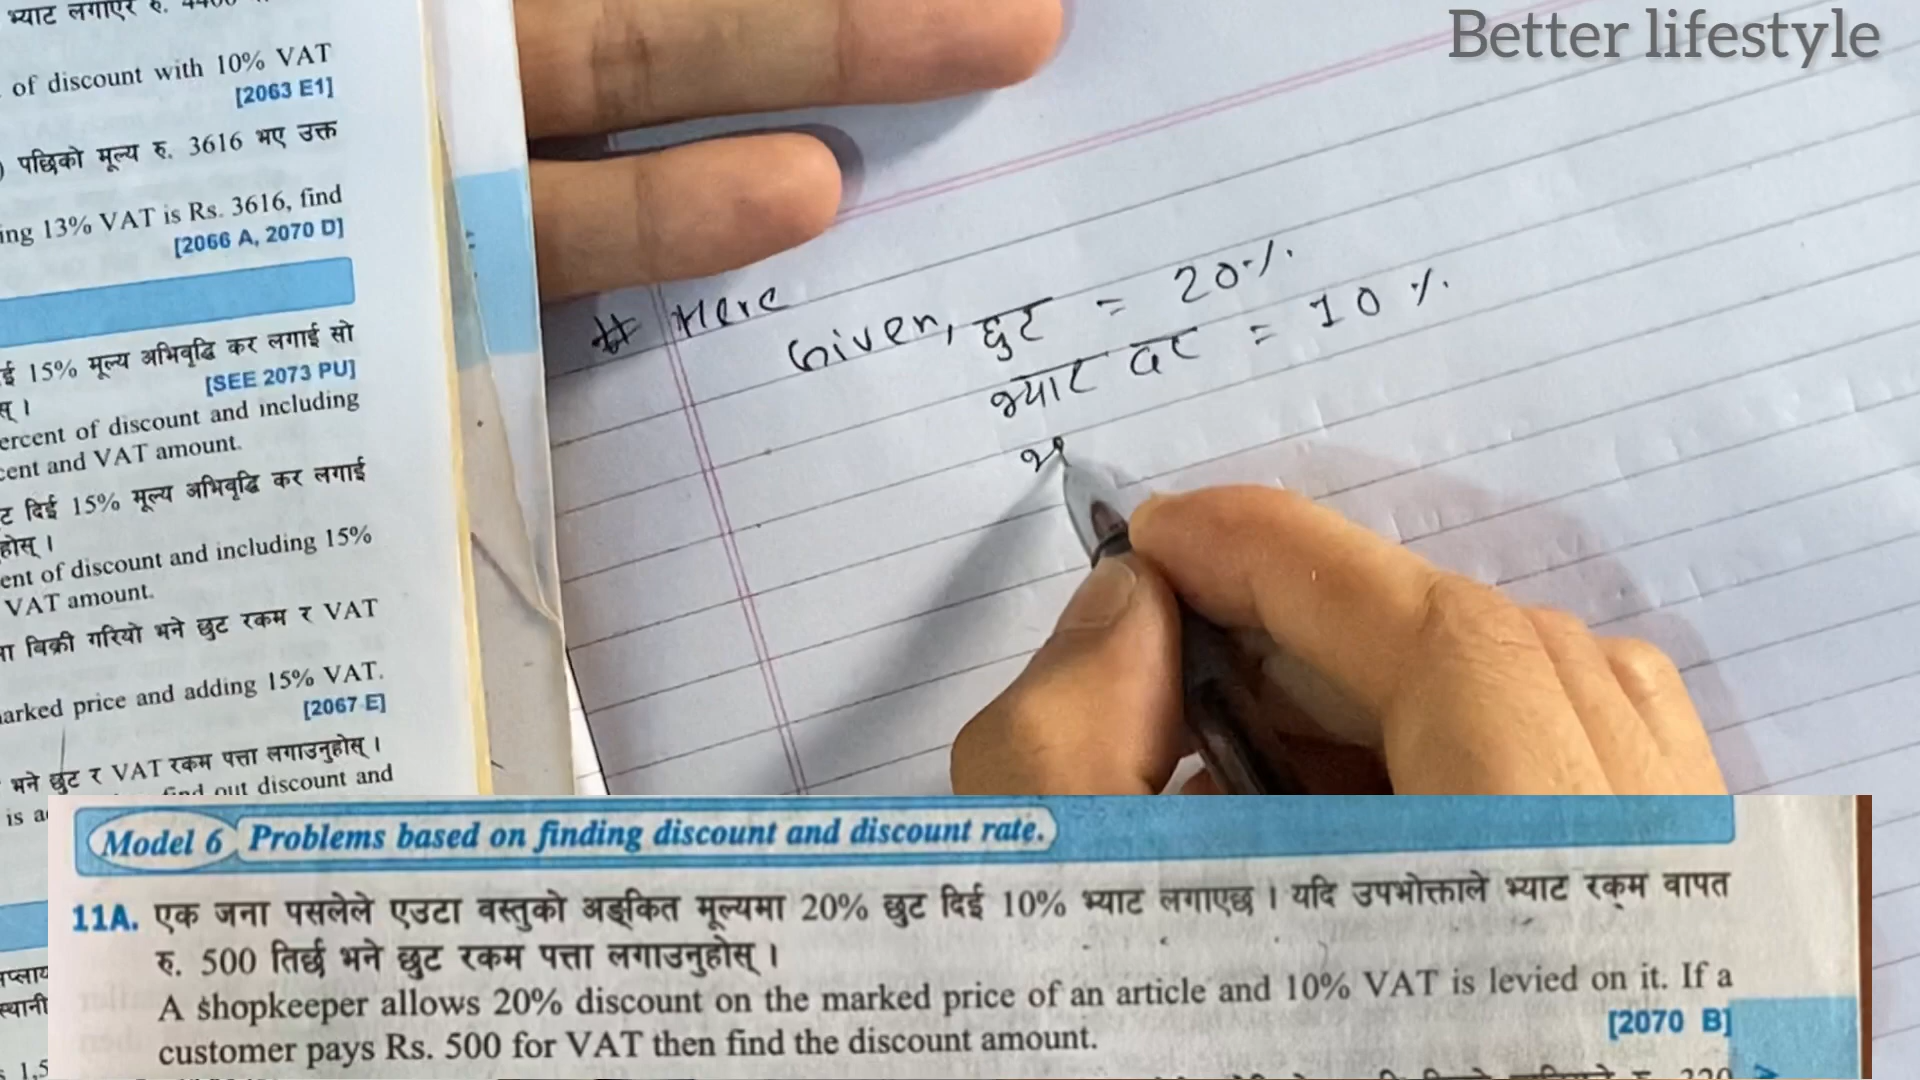 Better lifestyle
भ्याट लगाएर रु.
of discount with 10% VAT
[2063 E1]
पछिको मूल्य रु. 3616 भए उक्त
ing 13% VAT is Rs. 3616, find
[2066 A, 2070 D]
ई 15% मूल्य अभिवृद्धि कर लगाई सो
[SEE 2073 PU]
स् ।
ercent of discount and including
cent and VAT amount.
ट दिई 15% मूल्य अभिवृद्धि कर लगाई
होस् ।
ent of discount and including 15%
VAT amount.
मा बिक्री गरियो भने छुट रकम र VAT
arked price and adding 15% VAT.
[2067 E]
भने छुट र VAT रकम पत्ता लगाउनुहोस् ।
find out discount and
is a
# Here
Given, छुट = 20%
भ्याट दर = 10%
Model 6 Problems based on finding discount and discount rate.
11A. एक जना पसलेले एउटा वस्तुको अङ्कित मूल्यमा 20% छुट दिई 10% भ्याट लगाएछ । यदि उपभोक्ताले भ्याट रकम वापत
रु. 500 तिर्छ भने छुट रकम पत्ता लगाउनुहोस् ।
A shopkeeper allows 20% discount on the marked price of an article and 10% VAT is levied on it. If a
customer pays Rs. 500 for VAT then find the discount amount.
[2070 B]